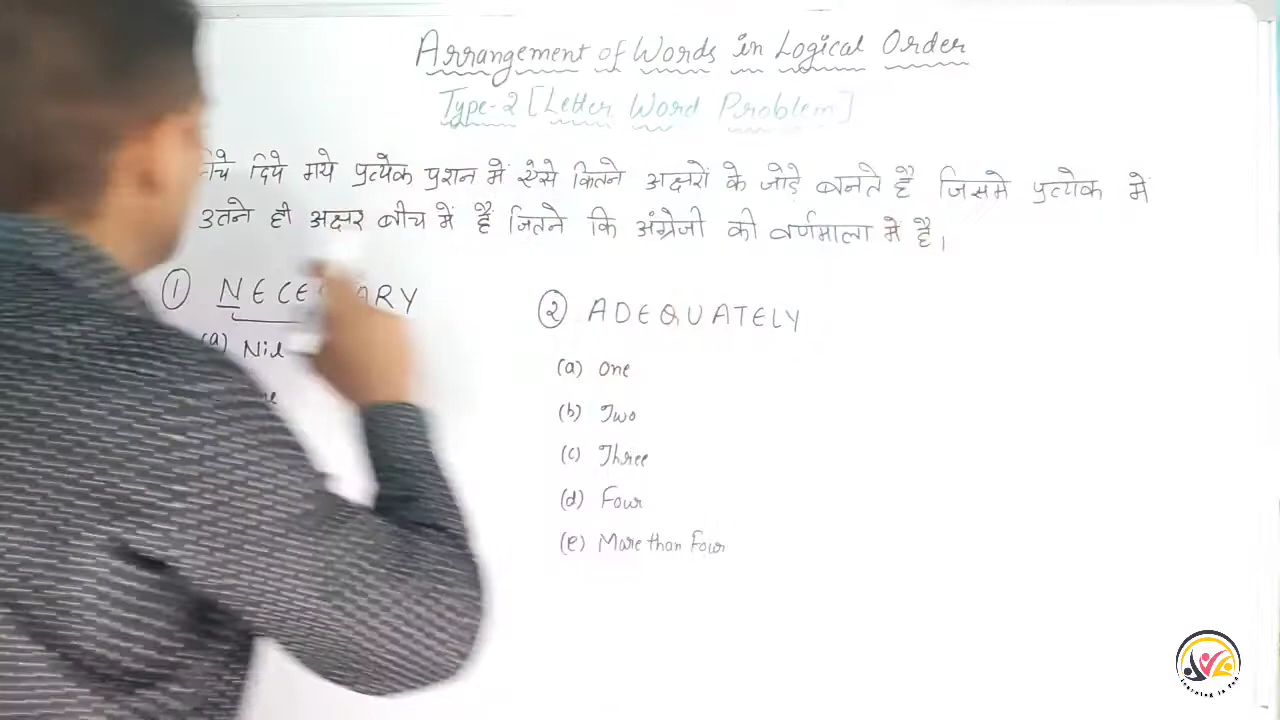 Arrangement of Words in Logical Order
Type-2 [Letter Word Problem]
दिये गये प्रत्येक प्रशन में ऐसे कितने अक्षरों के जोड़े बनते है जिसमे प्रत्येक में
उतने ही अक्षर बीच में हैं जितने कि अंग्रेजी की वर्णमाला में है।
① NECE ARY
(a) Nil
② ADEQUATELY
(a) One
(b) Two
(c) Three
(d) Four
(e) More than Four